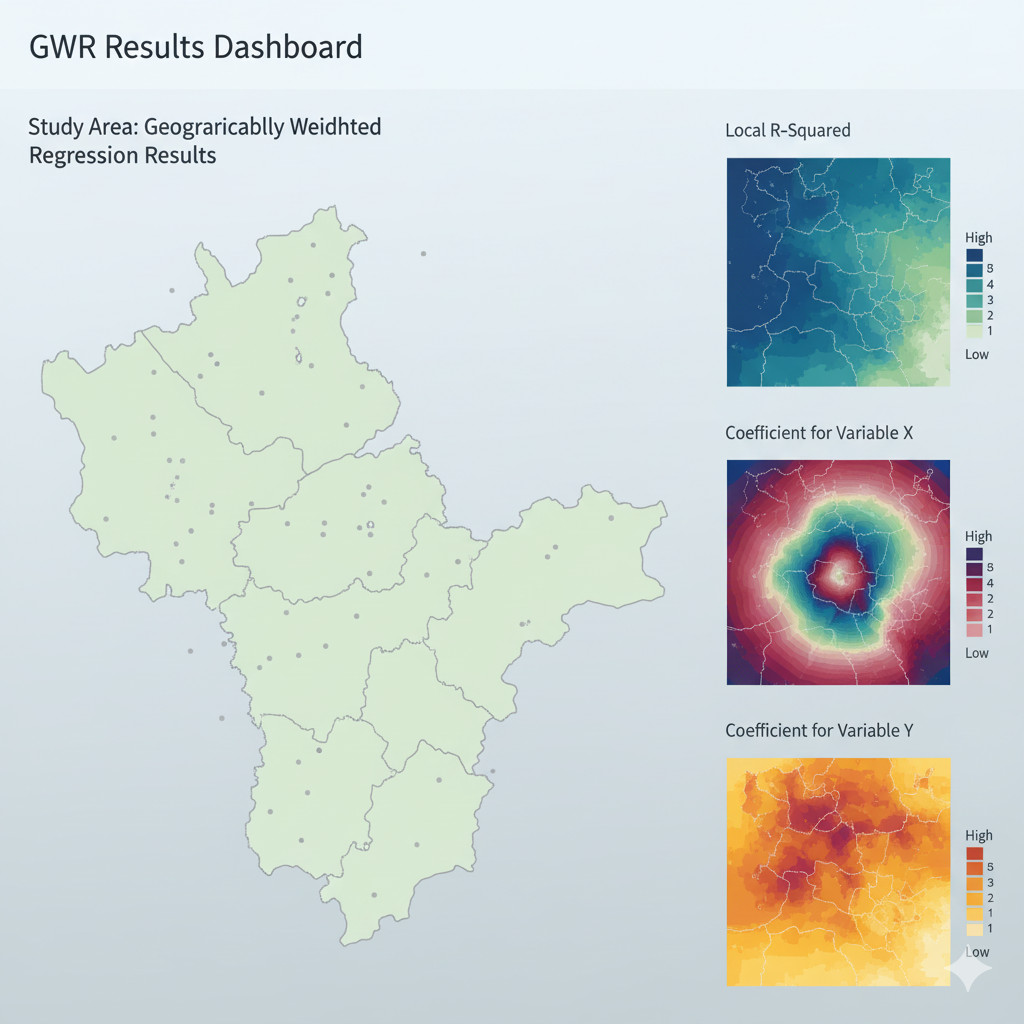 GWR Results Dashboard
Study Area: Geograricablly Weidhted
Regression Results
Local R-Squared
High
8
4
3
2
1
Low
Coefficient for Variable X
High
8
4
2
2
1
Low
Coefficient for Variable Y
High
5
3
2
1
1
Low